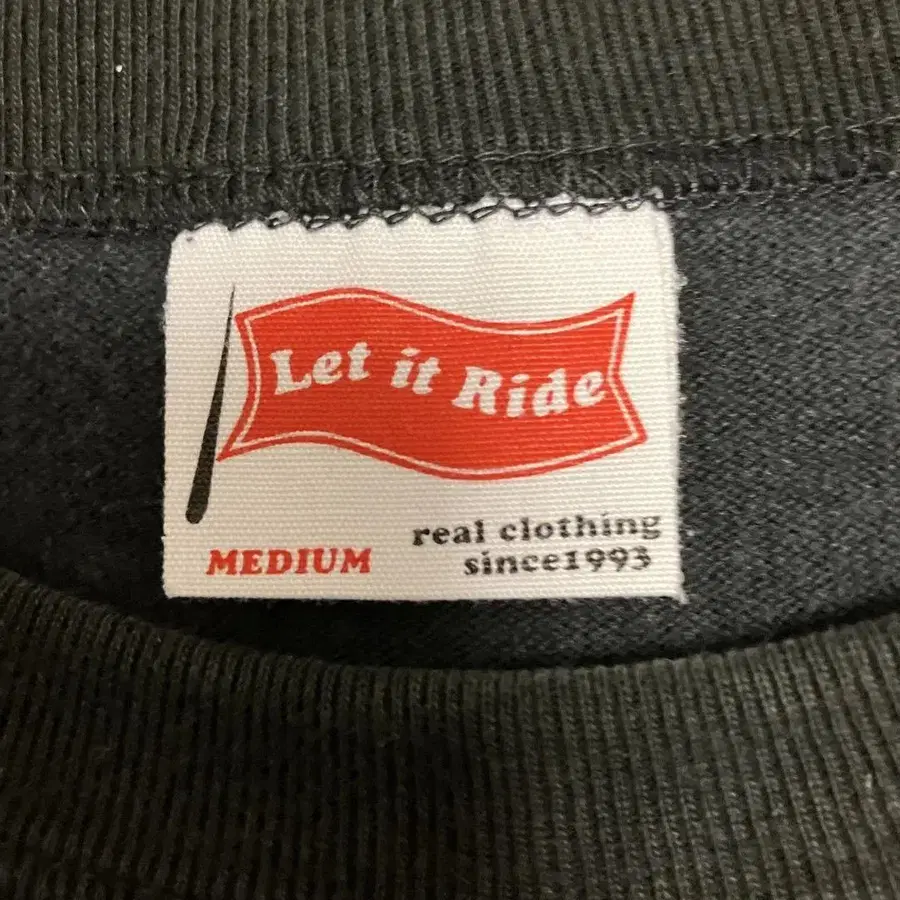 Let it Ride
real clothing
MEDIUM since1993